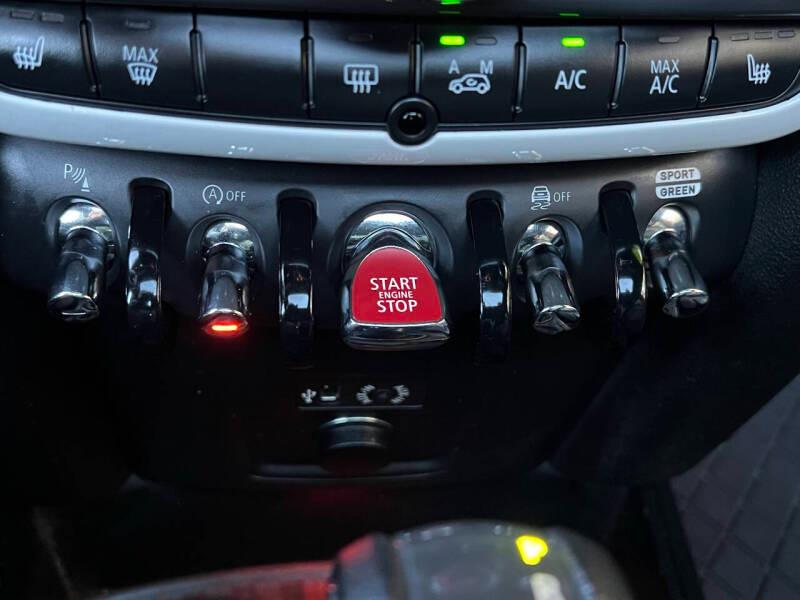 MAX
A M
A/C
MAX
A/C
P
A OFF
START
ENGINE
STOP
OFF
SPORT
GREEN